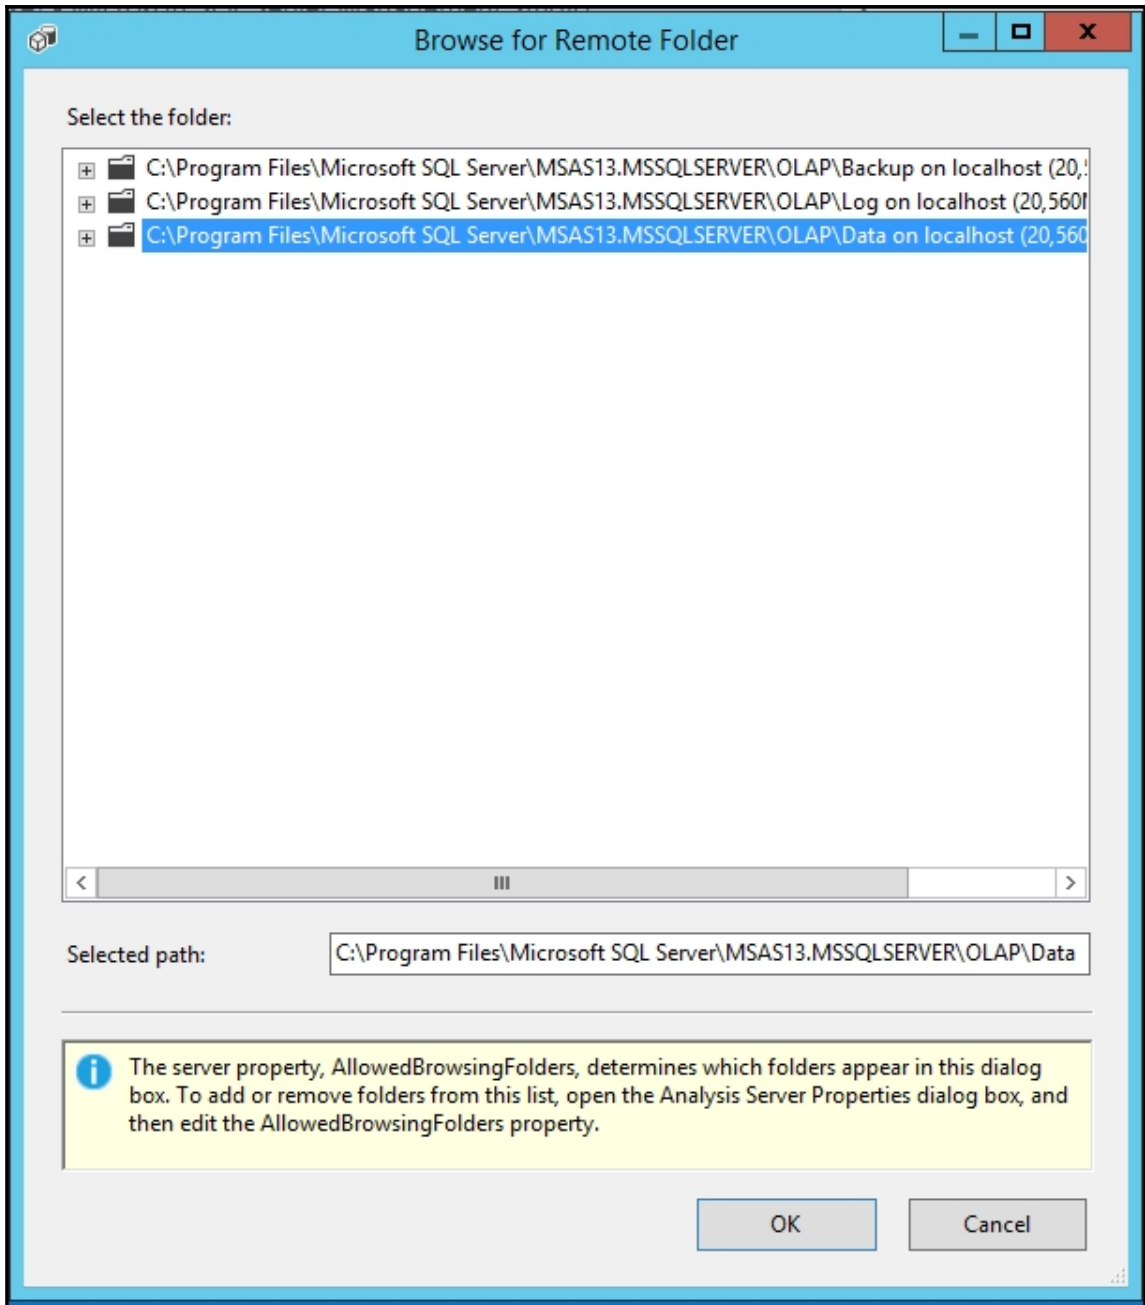 Browse for Remote Folder
Select the folder:
C:\Program Files\Microsoft SQL Server\MSAS13.MSSQLSERVER\OLAP\Backup on localhost (20,
C:\Program Files\Microsoft SQL Server\MSAS13.MSSQLSERVER\OLAP\Log on localhost (20,560
C:\Program Files\Microsoft SQL Server\MSAS13.MSSQLSERVER\OLAP\Data on localhost (20,560
Selected path:
C:\Program Files\Microsoft SQL Server\MSAS13.MSSQLSERVER\OLAP\Data
The server property, AllowedBrowsingFolders, determines which folders appear in this dialog
box. To add or remove folders from this list, open the Analysis Server Properties dialog box, and
then edit the AllowedBrowsingFolders property.
OK
Cancel